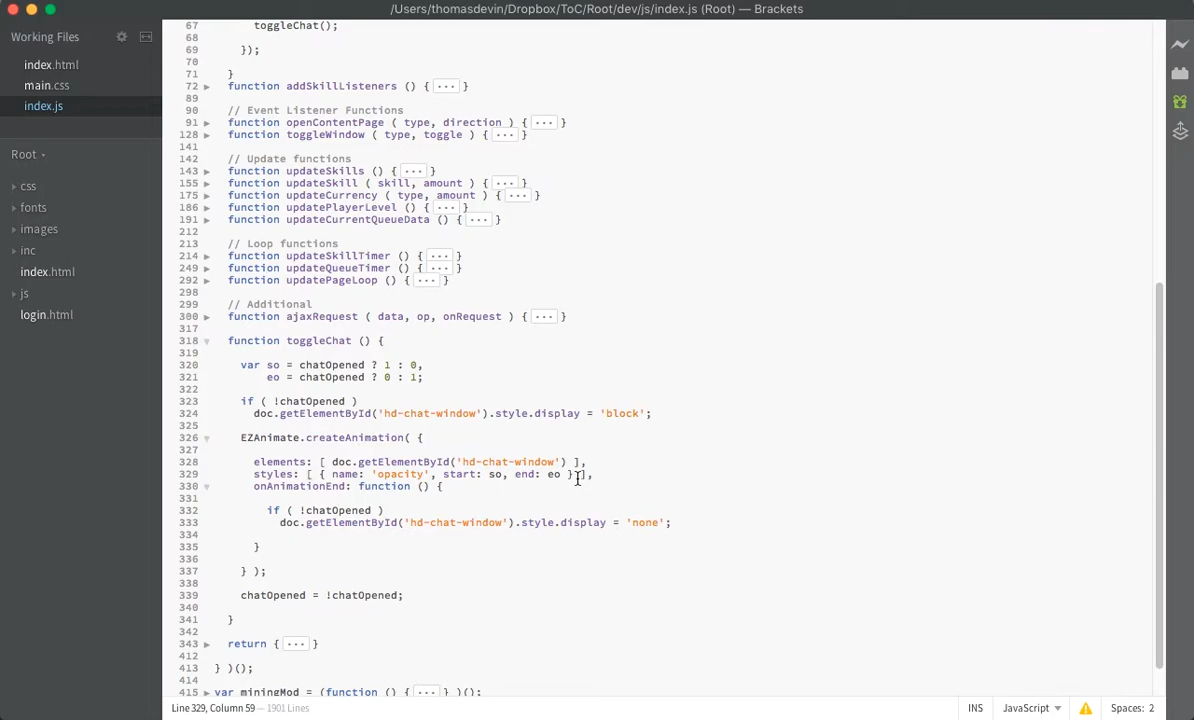 /Users/thomasdevin/Dropbox/ToC/Root/dev/js/index.js (Root) — Brackets
Working Files
index.html
main.css
index.js
Root
css
fonts
images
inc
index.html
js
login.html
67 toggleChat();
68
69 });
70
71 }
72 function addSkillListeners () { ... }
89
90 // Event Listener Functions
91 function openContentPage ( type, direction ) { ... }
128 function toggleWindow ( type, toggle ) { ... }
141
142 // Update functions
143 function updateSkills () { ... }
155 function updateSkill ( skill, amount ) { ... }
175 function updateCurrency ( type, amount ) { ... }
186 function updatePlayerLevel () { ... }
191 function updateCurrentQueueData () { ... }
212
213 // Loop functions
214 function updateSkillTimer () { ... }
249 function updateQueueTimer () { ... }
292 function updatePageLoop () { ... }
298
299 // Additional
300 function ajaxRequest ( data, op, onRequest ) { ... }
317
318 function toggleChat () {
319
320 var so = chatOpened ? 1 : 0,
321 eo = chatOpened ? 0 : 1;
322
323 if ( !chatOpened )
324 doc.getElementById('hd-chat-window').style.display = 'block';
325
326 EZAnimate.createAnimation( {
327
328 elements: [ doc.getElementById('hd-chat-window') ],
329 styles: [ { name: 'opacity', start: so, end: eo } ],
330 onAnimationEnd: function () {
331
332 if ( !chatOpened )
333 doc.getElementById('hd-chat-window').style.display = 'none';
334
335 }
336
337 } );
338
339 chatOpened = !chatOpened;
340
341 }
342
343 return { ... }
412
413 } )();
414
415 var miningMod = (function () { ... } )();
Line 329, Column 59 — 1901 Lines
INS
JavaScript
Spaces: 2